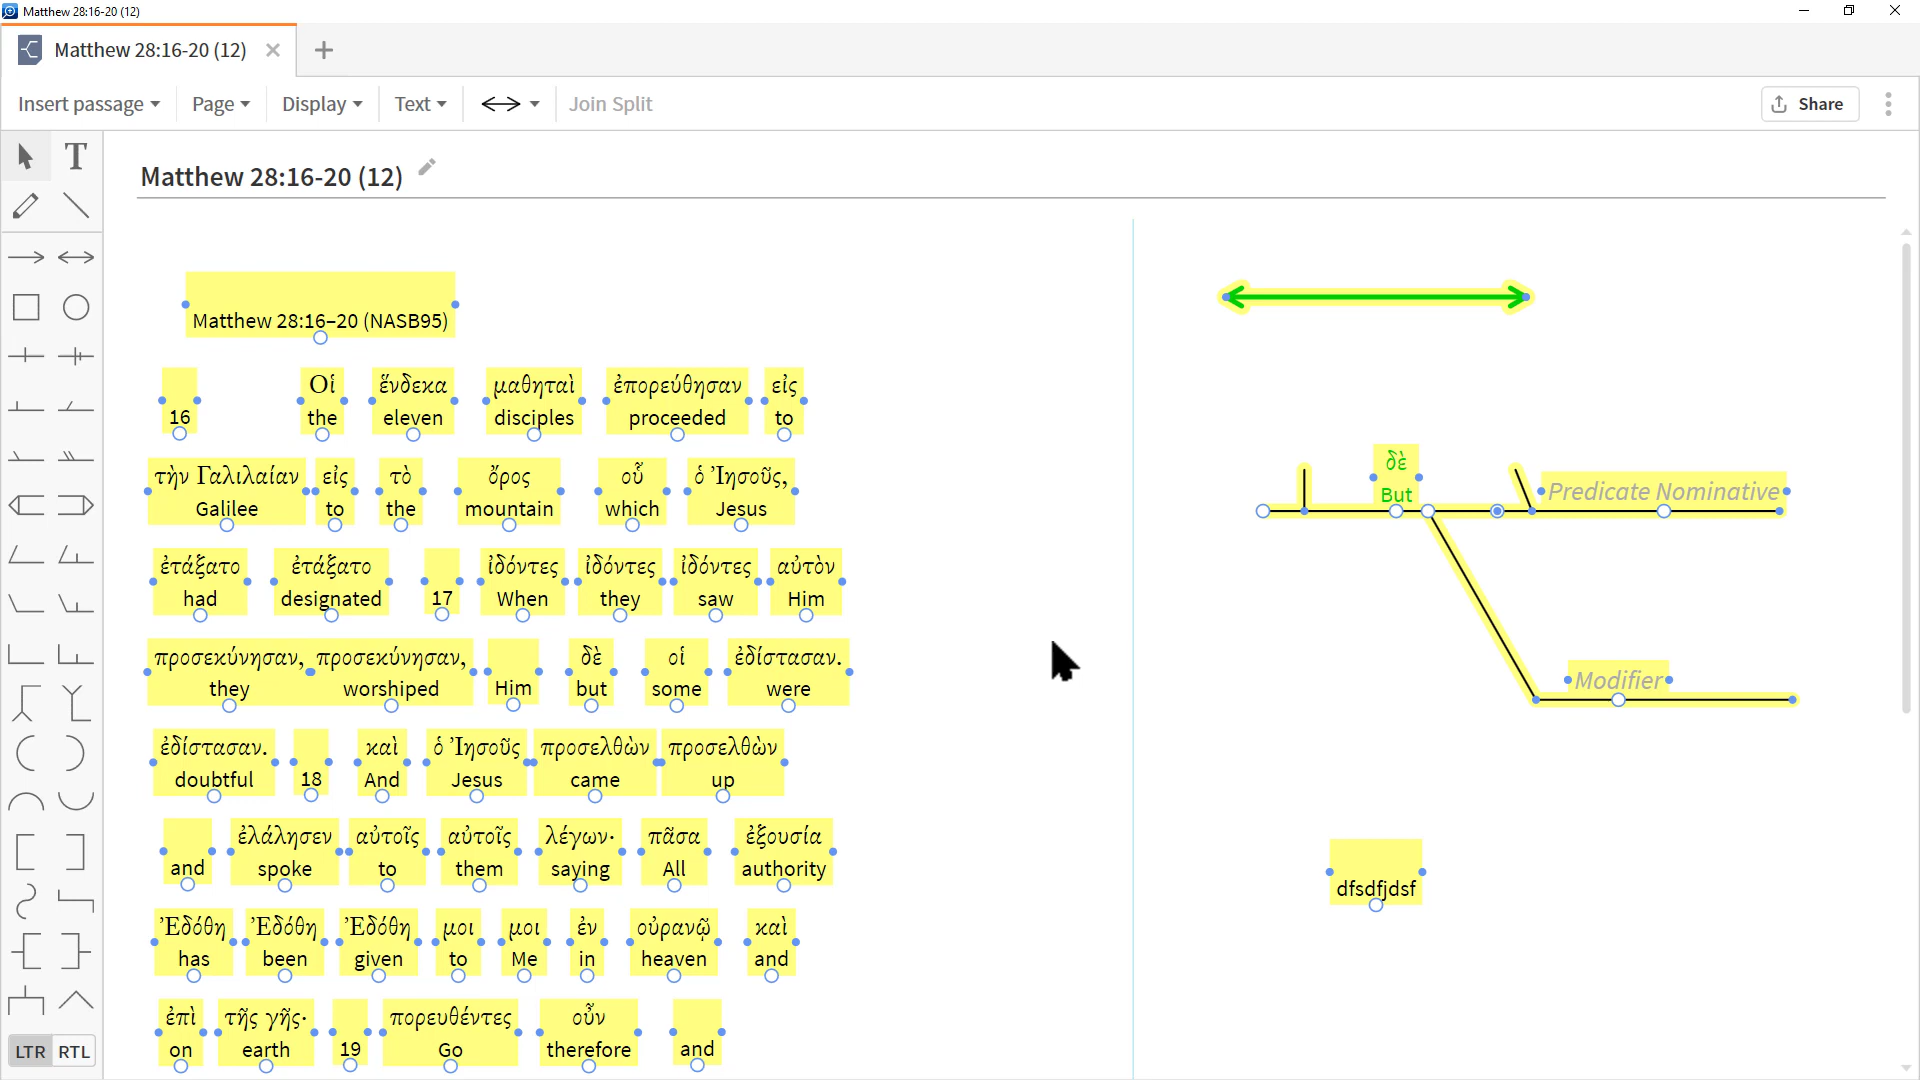 Matthew 28:16-20 (12)
Matthew 28:16-20 (12)
Insert passage Page Display Text Join Split Share
T
Matthew 28:16-20 (12)
Matthew 28:16–20 (NASB95)
Οἱ ἕνδεκα μαθηταὶ ἐπορεύθησαν εἰς
16 the eleven disciples proceeded to
τὴν Γαλιλαίαν εἰς τὸ ὄρος οὗ ὁ Ἰησοῦς,
Galilee to the mountain which Jesus
ἐτάξατο ἐτάξατο ἰδόντες ἰδόντες ἰδόντες αὐτὸν
had designated 17 When they saw Him
προσεκύνησαν, προσεκύνησαν, δὲ οἱ ἐδίστασαν.
they worshiped Him but some were
ἐδίστασαν. καὶ ὁ Ἰησοῦς προσελθὼν προσελθὼν
doubtful 18 And Jesus came up
ἐλάλησεν αὐτοῖς αὐτοῖς λέγων· πᾶσα ἐξουσία
and spoke to them saying All authority
Ἐδόθη Ἐδόθη Ἐδόθη μοι μοι ἐν οὐρανῷ καὶ
has been given to Me in heaven and
ἐπὶ τῆς γῆς· πορευθέντες οὖν
on earth 19 Go therefore and
δὲ
But
Predicate Nominative
Modifier
dfsdfjdsf
LTR RTL